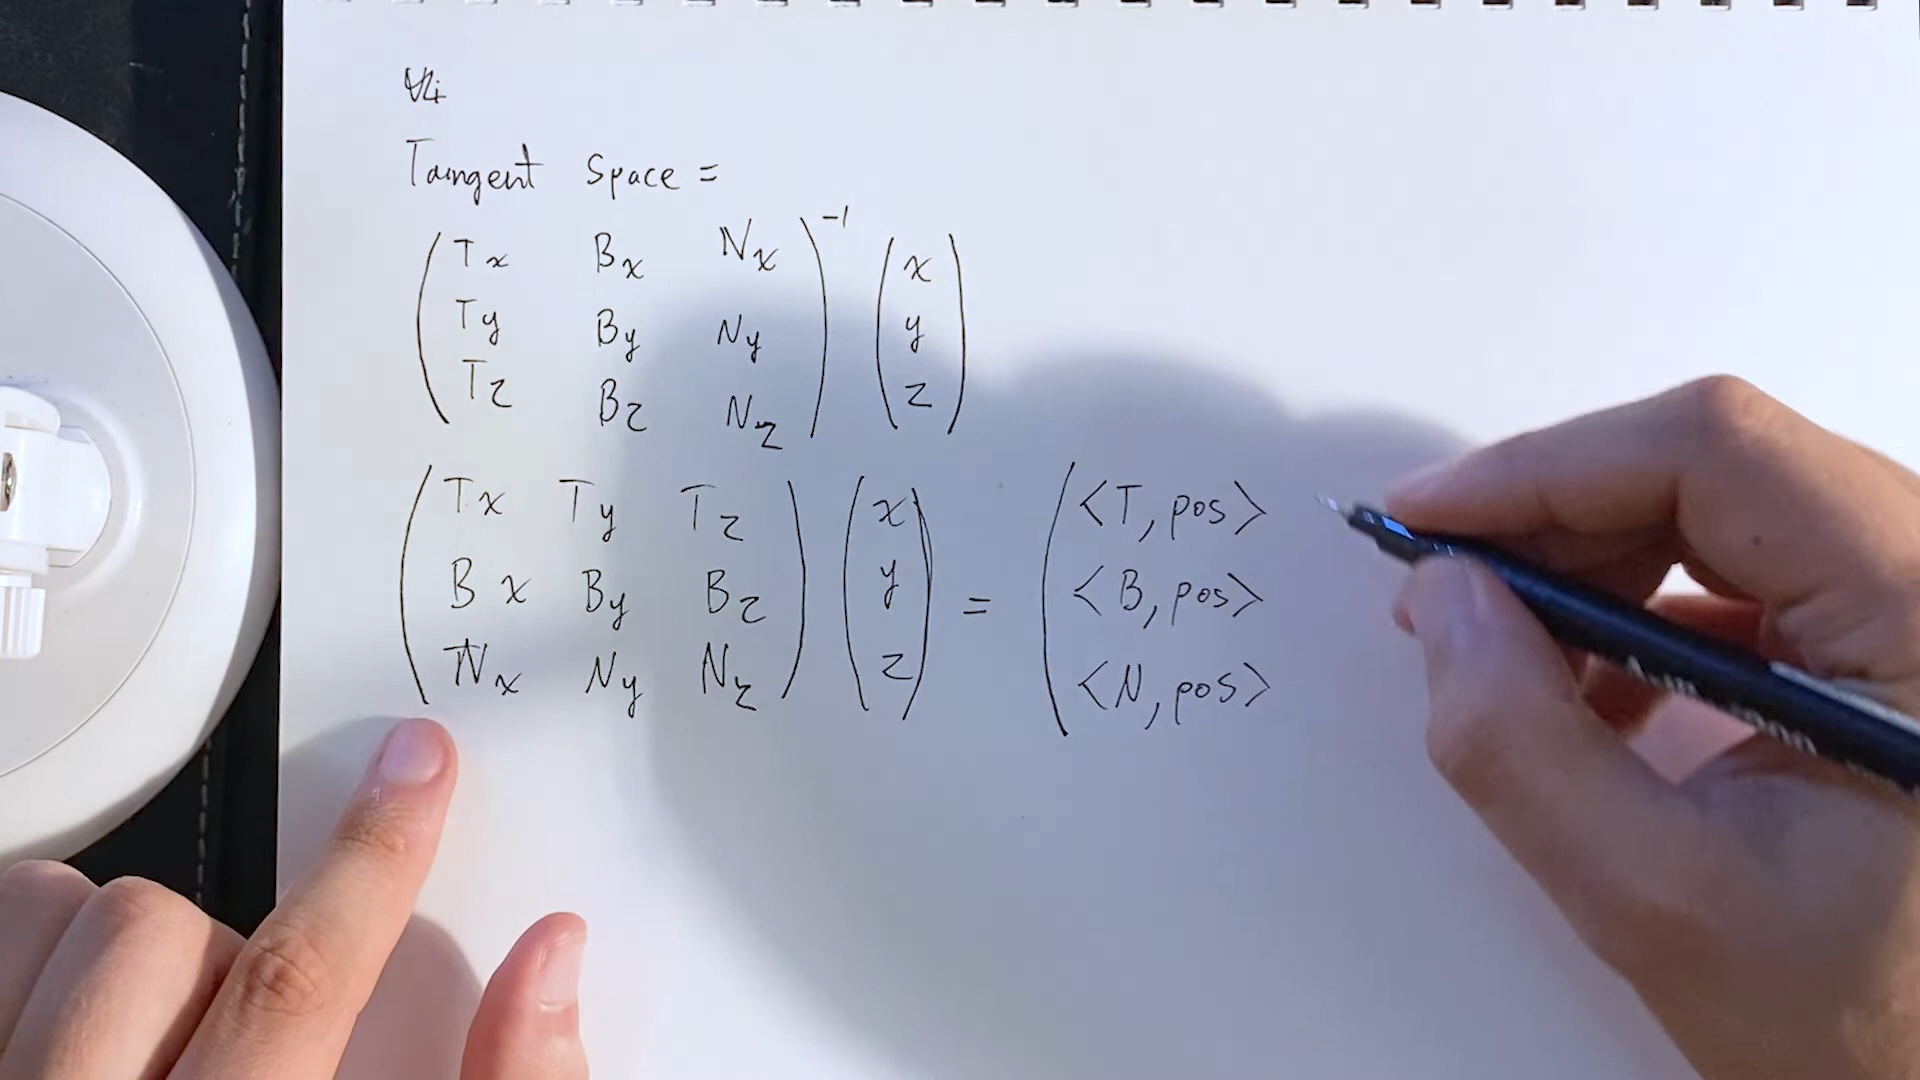 Tangent Space =
( Tx Bx Nx )⁻¹ ( x )
( Ty By Ny ) ( y )
( Tz Bz Nz ) ( z )
( Tx Ty Tz ) ( x ) ( <T, pos>
( Bx By Bz ) ( y ) = ( <B, pos>
( Nx Ny Nz ) ( z ) ( <N, pos>